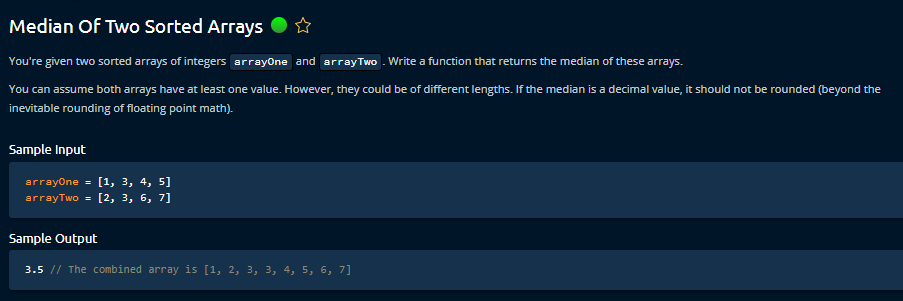 Median Of Two Sorted Arrays
You're given two sorted arrays of integers arrayOne and arrayTwo. Write a function that returns the median of these arrays.
You can assume both arrays have at least one value. However, they could be of different lengths. If the median is a decimal value, it should not be rounded (beyond the
inevitable rounding of floating point math).
Sample Input
arrayOne = [1, 3, 4, 5]
arrayTwo = [2, 3, 6, 7]
Sample Output
3.5 // The combined array is [1, 2, 3, 3, 4, 5, 6, 7]